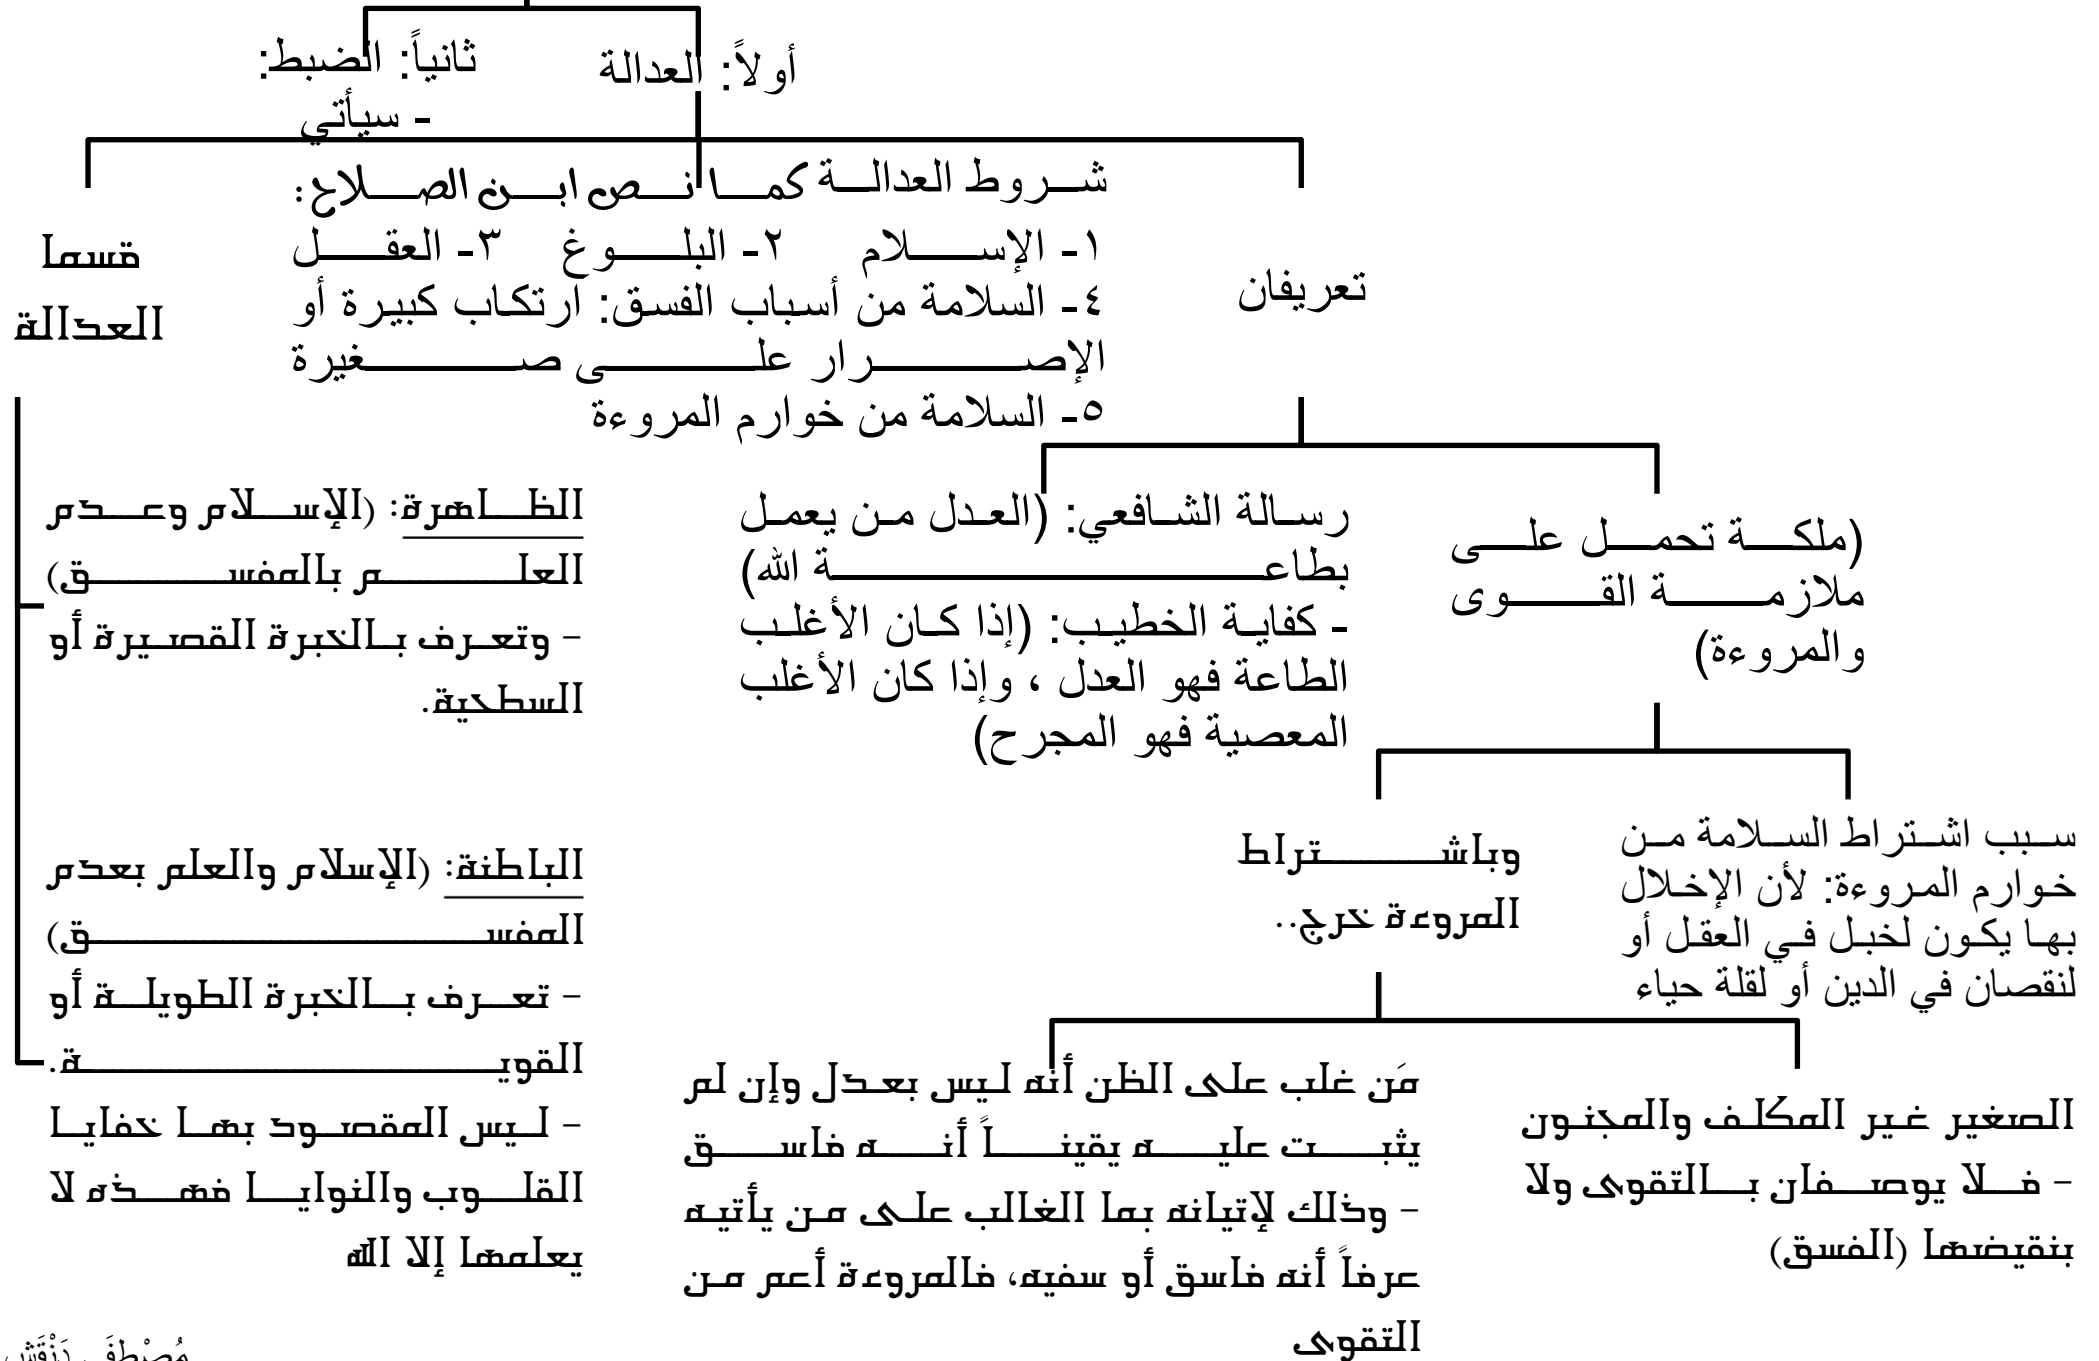 أولاً: العدالة
ثانياً: الضبط:
- سيأتي
تعريفان
شروط العدالة كما نص ابن الصلاح:
١- الإسلام ٢- البلوغ ٣- العقل
٤- السلامة من أسباب الفسق: ارتكاب كبيرة أو
الإصرار على صغيرة
٥- السلامة من خوارم المروءة
قسما
العدالة
(ملكة تحمل على
ملازمة القوى
والمروءة)
رسالة الشافعي: (العدل من يعمل
بطاعة الله)
- كفاية الخطيب: (إذا كان الأغلب
الطاعة فهو العدل ، وإذا كان الأغلب
المعصية فهو المجرح)
الظاهرة: (الإسلام وعدم
العلم بالمفسق)
- وتعرف بالخبرة القصيرة أو
السطحية.
سبب اشتراط السلامة من
خوارم المروءة: لأن الإخلال
بها يكون لخبل في العقل أو
لنقصان في الدين أو لقلة حياء
وباشتراط
المروءة خرج..
الباطنة: (الإسلام والعلم بعدم
المفسق)
- تعرف بالخبرة الطويلة أو
القوية.
- ليس المقصود بها خفايا
القلوب والنوايا فهذه لا
يعلمها إلا الله
الصغير غير المكلف والمجنون
- فلا يوصفان بالتقوى ولا
بنقيضها (الفسق)
مَن غلب على الظن أنه ليس بعدل وإن لم
يثبت عليه يقيناً أنه فاسق
- وذلك لإتيانه بما الغالب على من يأتيه
عرفاً أنه فاسق أو سفيه، فالمروءة أعم من
التقوى